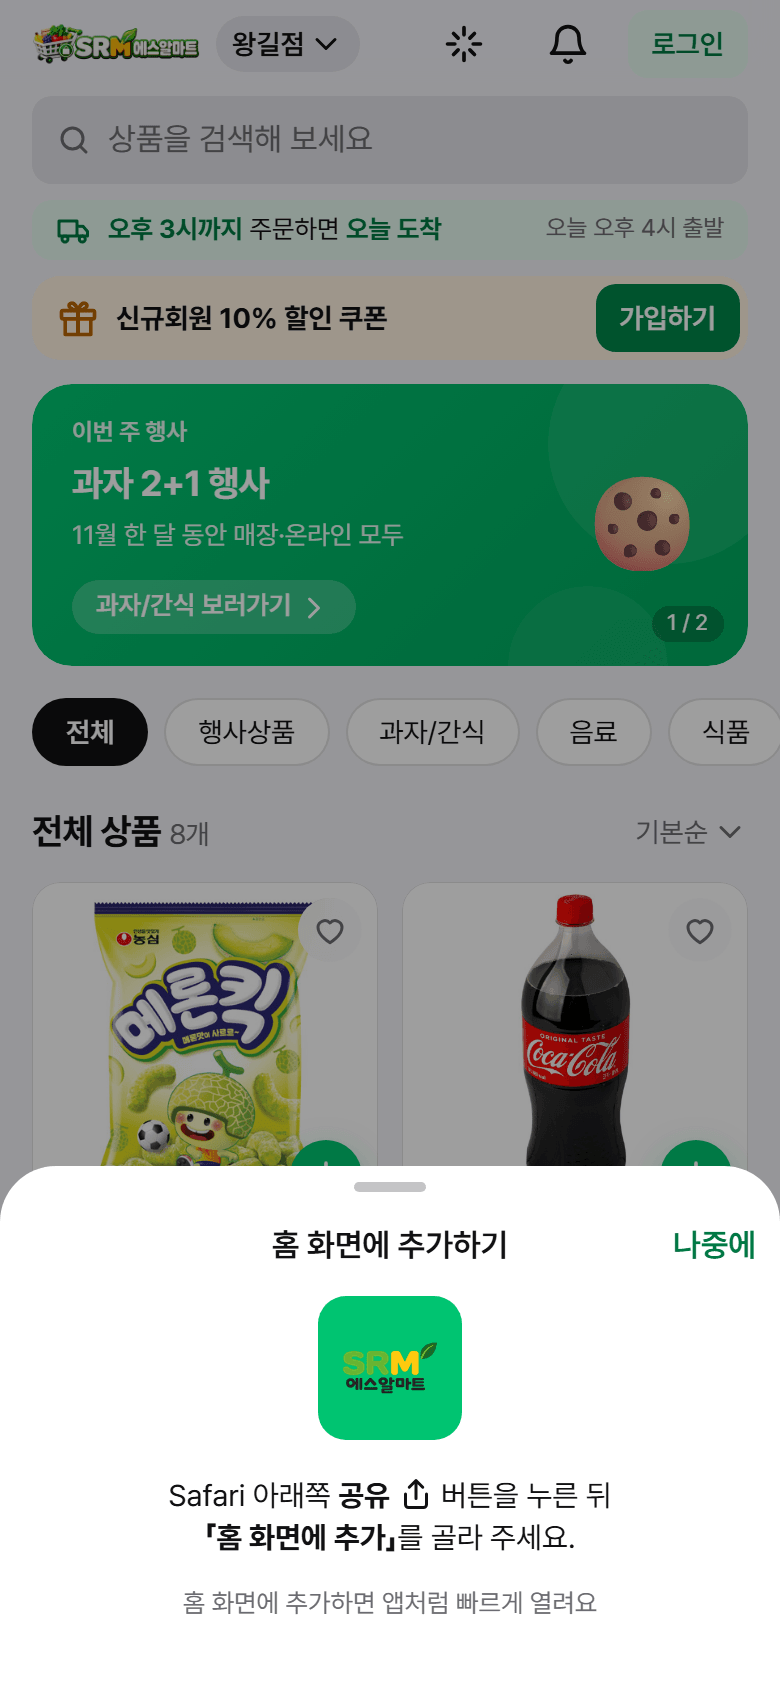 SRM 에스알마트
왕길점
로그인
상품을 검색해 보세요
오후 3시까지 주문하면 오늘 도착
오늘 오후 4시 출발
신규회원 10% 할인 쿠폰
가입하기
이번 주 행사
과자 2+1 행사
11월 한 달 동안 매장·온라인 모두
과자/간식 보러가기
1 / 2
전체
행사상품
과자/간식
음료
식품
전체 상품 8개
기본순
농심
메론킥
메론맛이 사르르~
ORIGINAL TASTE
Coca-Cola
홈 화면에 추가하기
나중에
SRM
에스알마트
Safari 아래쪽 공유 버튼을 누른 뒤
「홈 화면에 추가」를 골라 주세요.
홈 화면에 추가하면 앱처럼 빠르게 열려요